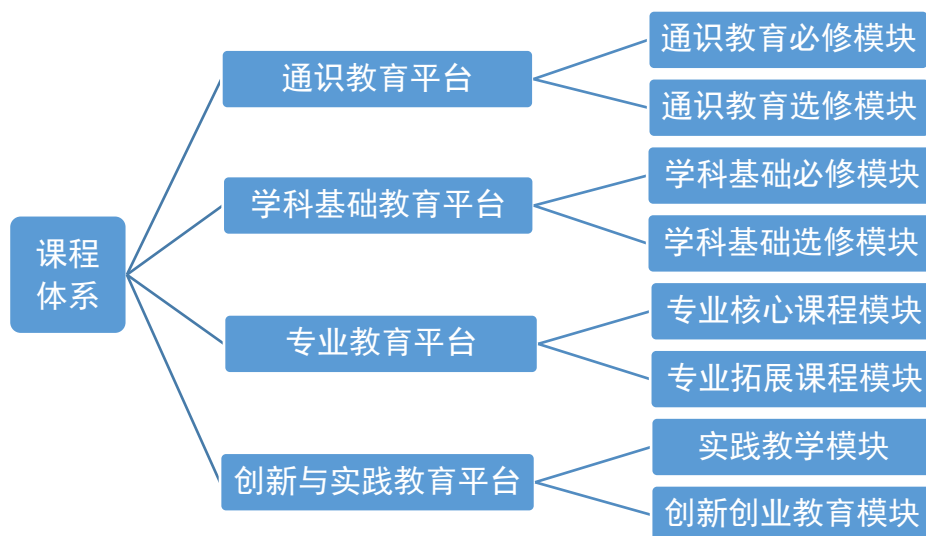 课程
体系
通识教育平台
通识教育必修模块
通识教育选修模块
学科基础教育平台
学科基础必修模块
学科基础选修模块
专业教育平台
专业核心课程模块
专业拓展课程模块
创新与实践教育平台
实践教学模块
创新创业教育模块